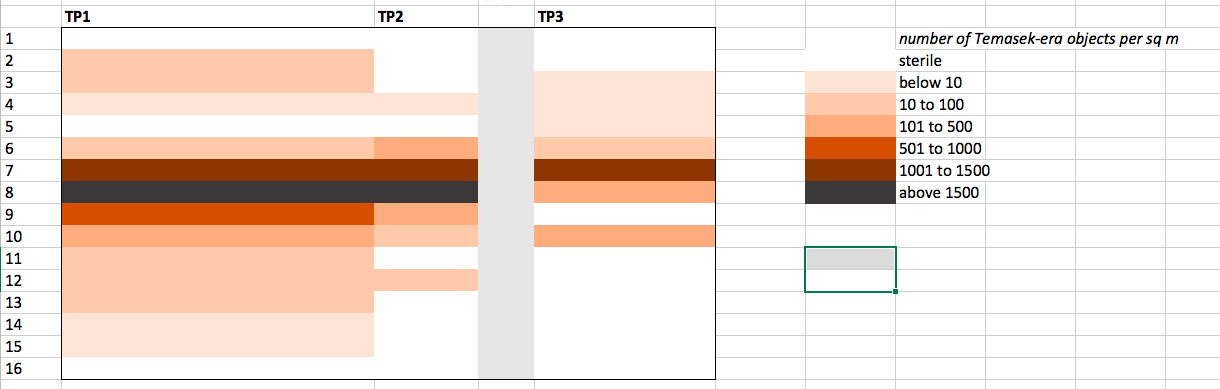 TP1 TP2 TP3
1 number of Temasek-era objects per sq m
2 sterile
3 below 10
4 10 to 100
5 101 to 500
6 501 to 1000
7 1001 to 1500
8 above 1500
9
10
11
12
13
14
15
16